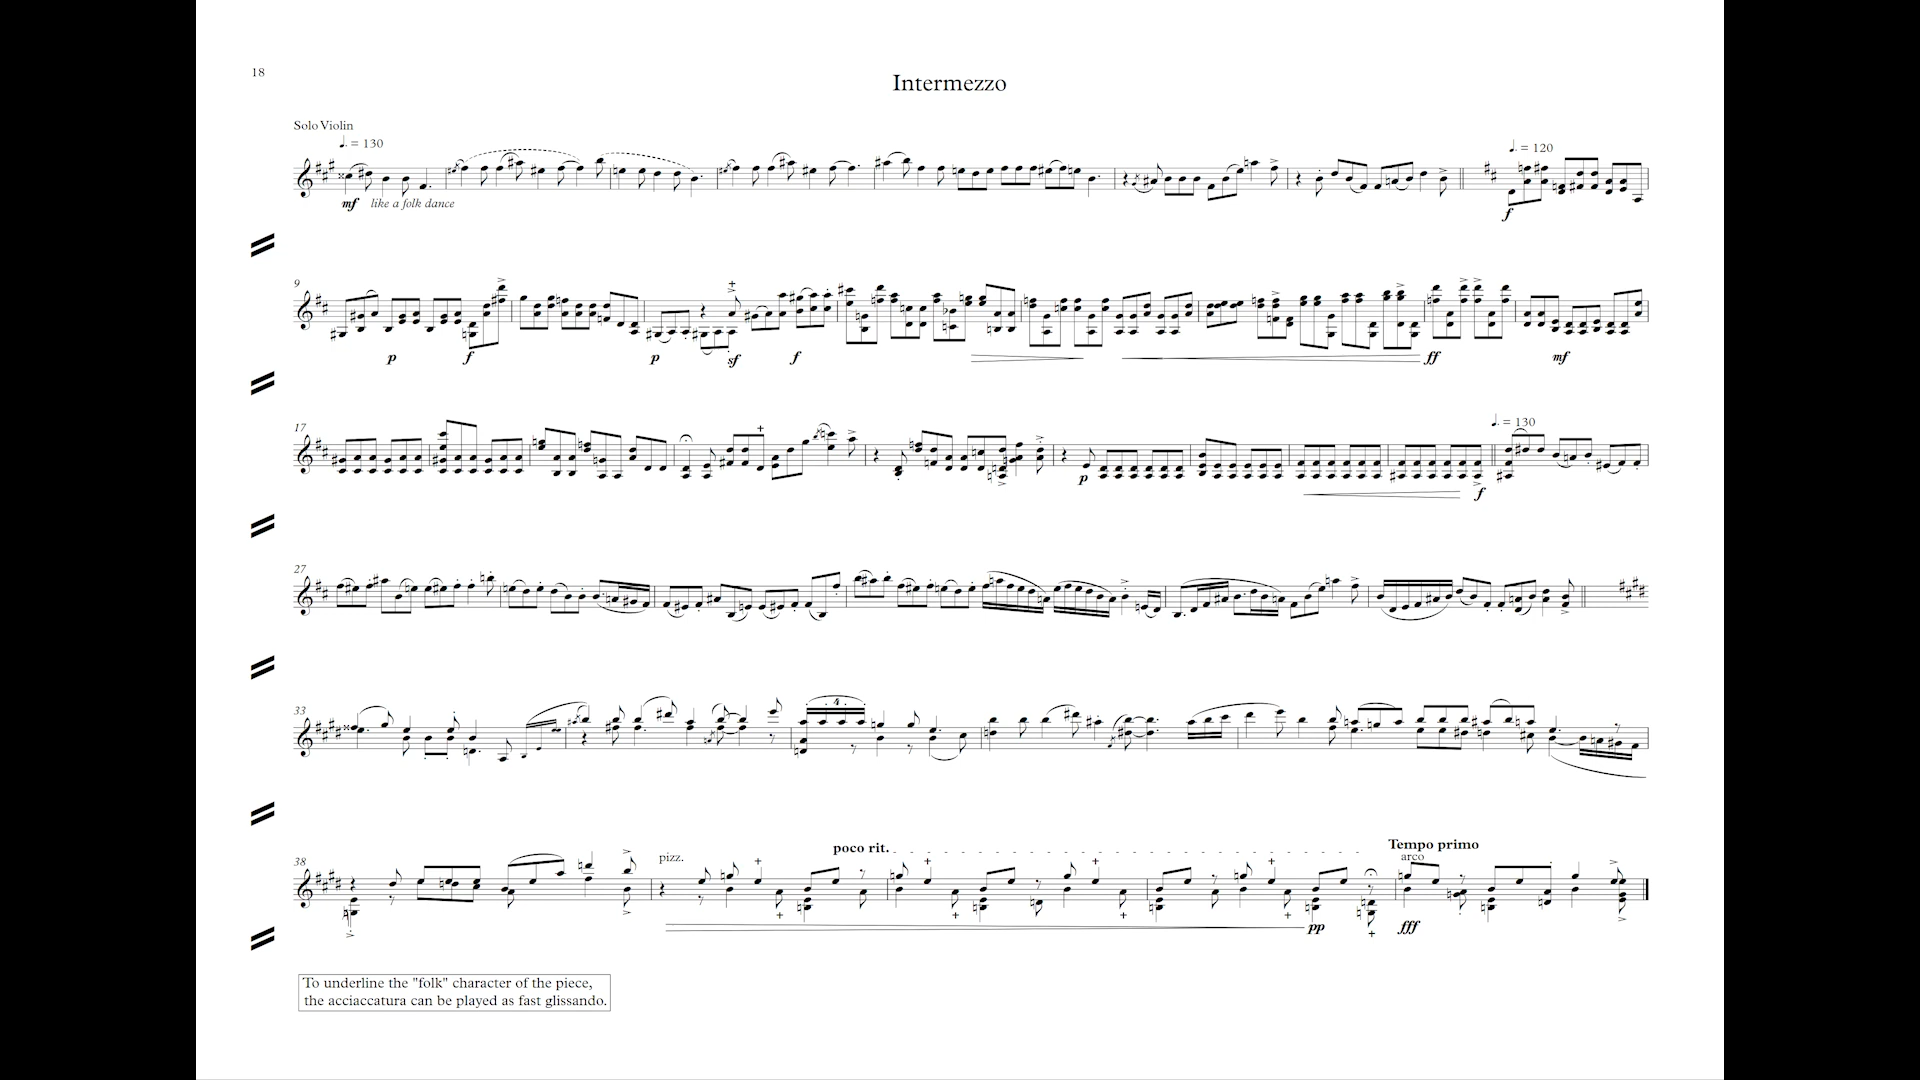 18
Intermezzo
Solo Violin
♩. = 130
♩. = 120
mf like a folk dance
f
9
p f p sf f ff mf
17
♩. = 130
p f
27
33
4
38
pizz.
poco rit.
Tempo primo
arco
pp fff
To underline the "folk" character of the piece,
the acciaccatura can be played as fast glissando.